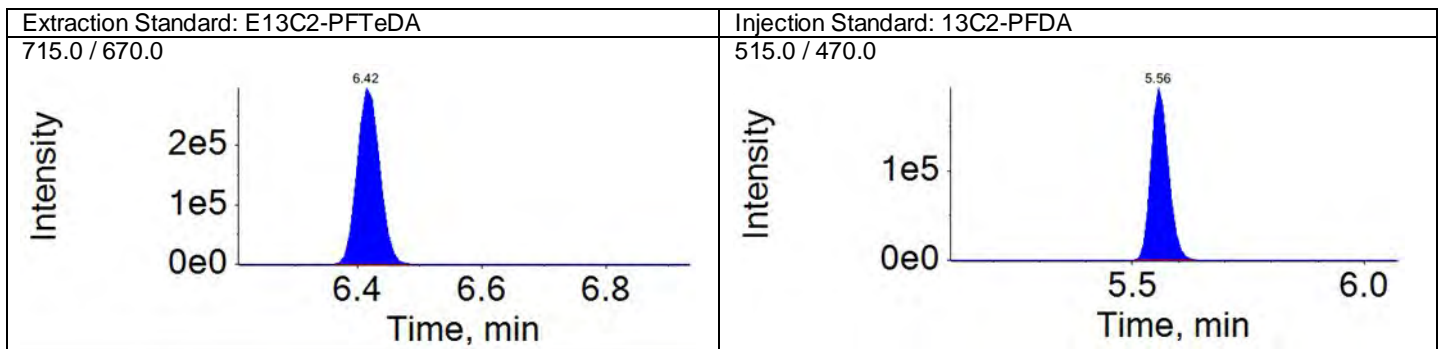 Extraction Standard: E13C2-PFTeDA
715.0 / 670.0
6.42
Intensity
2e5
1e5
0e0
6.4 6.6 6.8
Time, min
Injection Standard: 13C2-PFDA
515.0 / 470.0
5.56
Intensity
1e5
0e0
5.5 6.0
Time, min